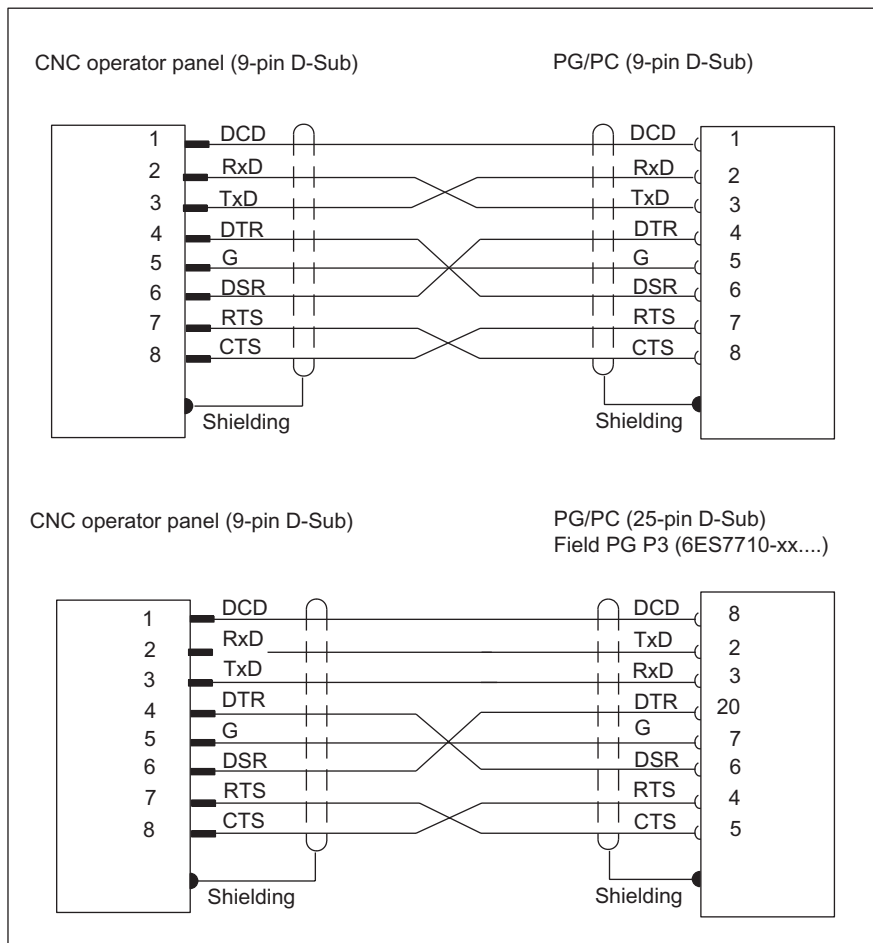 CNC operator panel (9-pin D-Sub) PG/PC (9-pin D-Sub)
1 DCD DCD 1
2 RxD RxD 2
3 TxD TxD 3
4 DTR DTR 4
5 G G 5
6 DSR DSR 6
7 RTS RTS 7
8 CTS CTS 8
Shielding Shielding
CNC operator panel (9-pin D-Sub) PG/PC (25-pin D-Sub)
Field PG P3 (6ES7710-xx....)
1 DCD DCD 8
2 RxD TxD 2
3 TxD RxD 3
4 DTR DTR 20
5 G G 7
6 DSR DSR 6
7 RTS RTS 4
8 CTS CTS 5
Shielding Shielding